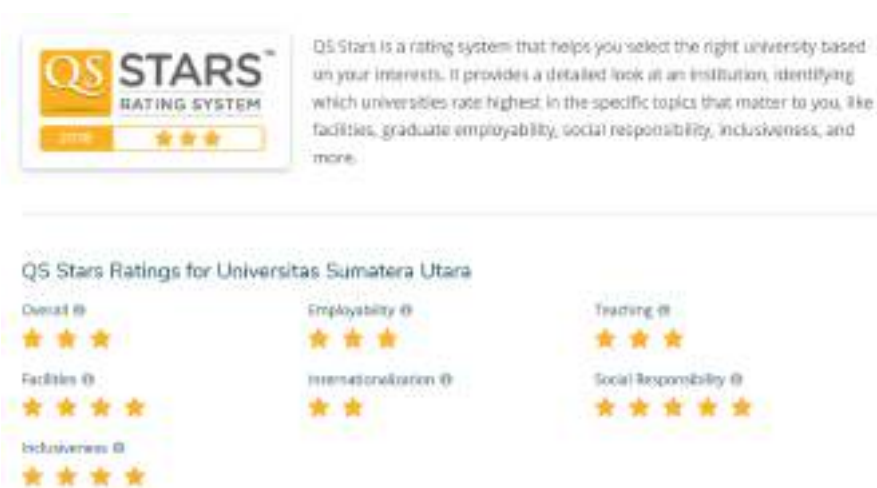 QS STARS™
RATING SYSTEM
QS Stars is a rating system that helps you select the right university based
on your interests. It provides a detailed look at an institution, identifying
which universities rate highest in the specific topics that matter to you, like
facilities, graduate employability, social responsibility, inclusiveness, and
more.
QS Stars Ratings for Universitas Sumatera Utara
Overall
Employability
Teaching
Facilities
Internationalization
Social Responsibility
Inclusiveness